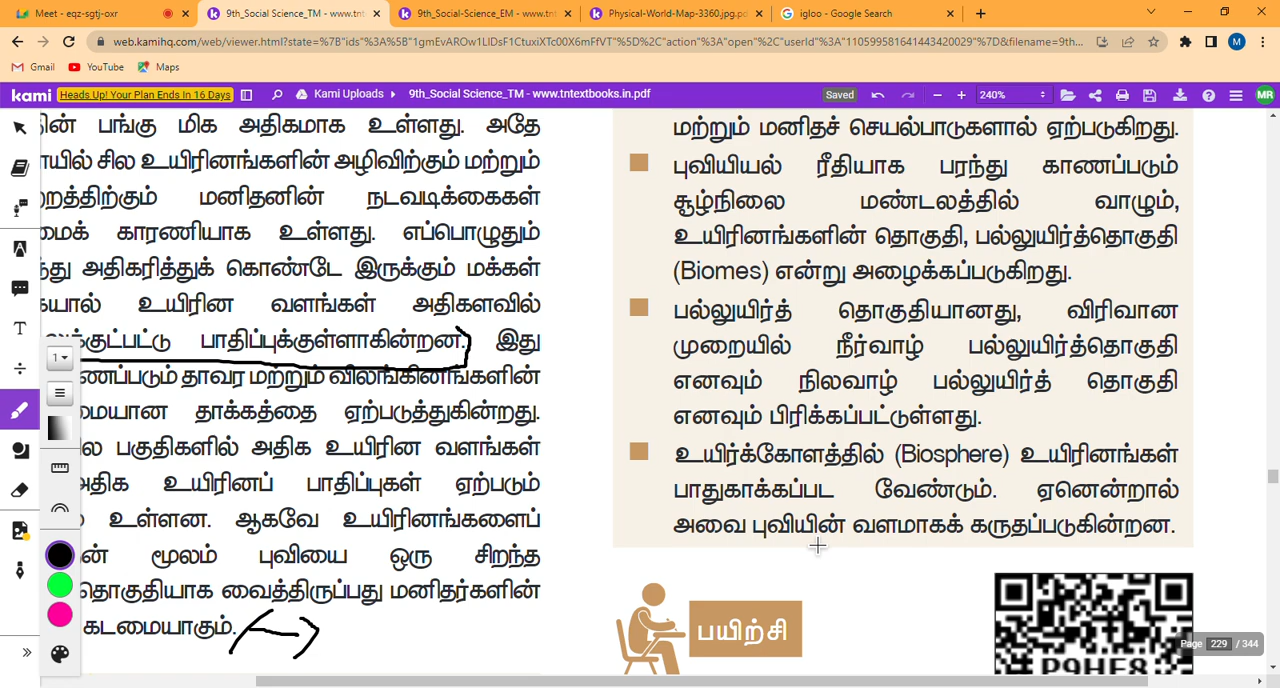 Meet - eqz-sgtj-oxr
9th_Social Science_TM - www.tnt
9th_Social-Science_EM - www.tnt
Physical-World-Map-3360.jpg.pd
igloo - Google Search
web.kamihq.com/web/viewer.html?state=%7B"ids"%3A%5B"1gmEvAROw1LIDsF1CtuxiXTc00X6mFfVT"%5D%2C"action"%3A"open"%2C"userId"%3A"110599581641443420029"%7D&filename=9th...
Gmail
YouTube
Maps
kami
Heads Up! Your Plan Ends In 16 Days
Kami Uploads
9th_Social Science_TM - www.tntextbooks.in.pdf
Saved
240%
MR
பங்கு மிக அதிகமாக உள்ளது. அதே
சில உயிரினங்களின் அழிவிற்கும் மற்றும்
மனிதனின் நடவடிக்கைகள்
காரணியாக உள்ளது. எப்பொழுதும்
அதிகரித்துக் கொண்டே இருக்கும் மக்கள்
உயிரின வளங்கள் அதிகளவில்
பாதிப்புக்குள்ளாகின்றன. இது
தாவர மற்றும் விலங்கினங்களின்
தாக்கத்தை ஏற்படுத்துகின்றது.
பகுதிகளில் அதிக உயிரின வளங்கள்
உயிரினப் பாதிப்புகள் ஏற்படும்
உள்ளன. ஆகவே உயிரினங்களைப்
மூலம் புவியை ஒரு சிறந்த
வைத்திருப்பது மனிதர்களின்
கடமையாகும்.
மற்றும் மனிதச் செயல்பாடுகளால் ஏற்படுகிறது.
புவியியல் ரீதியாக பரந்து காணப்படும்
சூழ்நிலை மண்டலத்தில் வாழும்,
உயிரினங்களின் தொகுதி, பல்லுயிர்த்தொகுதி
(Biomes) என்று அழைக்கப்படுகிறது.
பல்லுயிர்த் தொகுதியானது, விரிவான
முறையில் நீர்வாழ் பல்லுயிர்த்தொகுதி
எனவும் நிலவாழ் பல்லுயிர்த் தொகுதி
எனவும் பிரிக்கப்பட்டுள்ளது.
உயிர்க்கோளத்தில் (Biosphere) உயிரினங்கள்
பாதுகாக்கப்பட வேண்டும். ஏனென்றால்
அவை புவியின் வளமாகக் கருதப்படுகின்றன.
பயிற்சி
P9HF8
Page 229 / 344
1